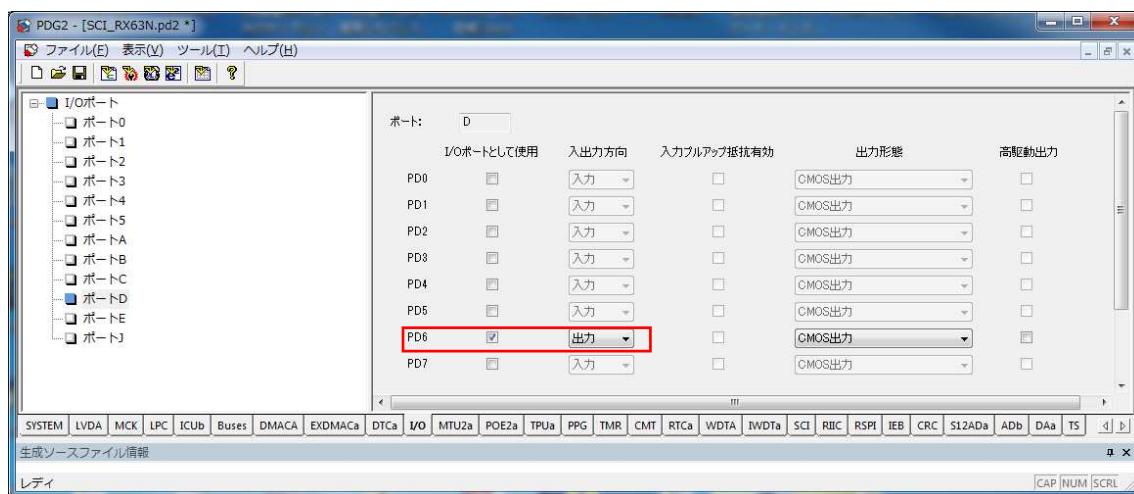 PDG2 - [SCI_RX63N.pd2 *]
ファイル(F) 表示(V) ツール(T) ヘルプ(H)
I/Oポート
ポート0
ポート1
ポート2
ポート3
ポート4
ポート5
ポートA
ポートB
ポートC
ポートD
ポートE
ポートJ
ポート: D
I/Oポートとして使用 入出力方向 入力プルアップ抵抗有効 出力形態 高駆動出力
PD0 入力 CMOS出力
PD1 入力 CMOS出力
PD2 入力 CMOS出力
PD3 入力 CMOS出力
PD4 入力 CMOS出力
PD5 入力 CMOS出力
PD6 出力 CMOS出力
PD7 入力 CMOS出力
SYSTEM LVDA MCK LPC ICUb Buses DMACA EXDMACa DTCa I/O MTU2a POE2a TPUa PPG TMR CMT RTCa WDTA IWDTa SCI RIIC RSPI IEB CRC S12ADa ADb DAa TS
生成ソースファイル情報
レディ CAP NUM SCRL